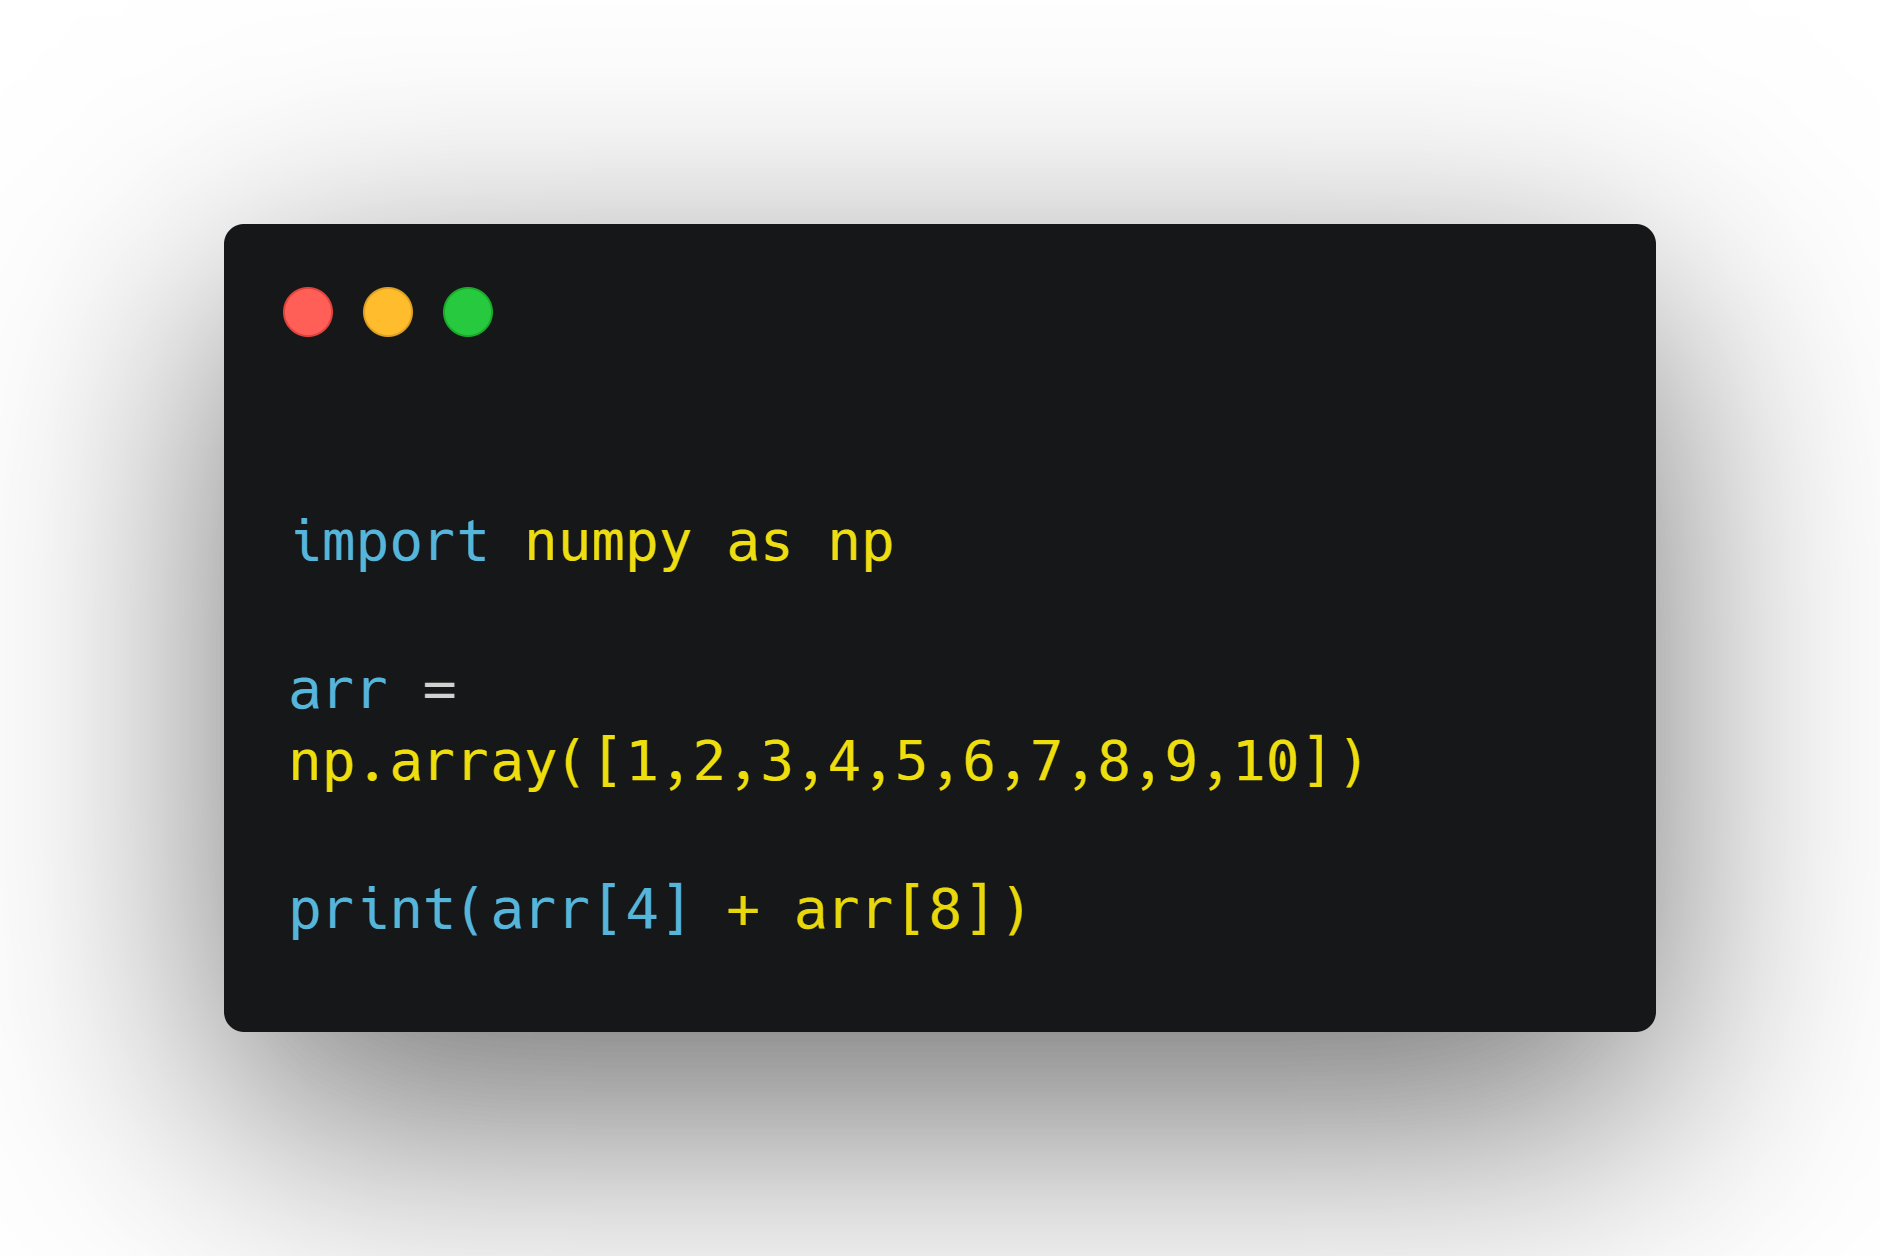 import numpy as np
arr =
np.array([1,2,3,4,5,6,7,8,9,10])
print(arr[4] + arr[8])